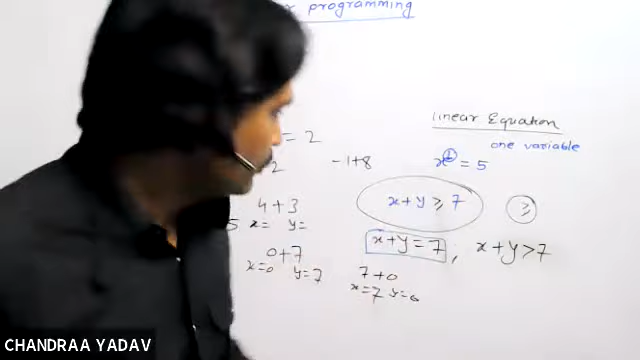 programming
linear Equation
one variable
= 2
2
-1+8
x¹ = 5
4+3
x+y ≥ 7
≥
5 x= y=
x+y=7, x+y>7
0+7
x=0 y=7
7+0
x=7 y=0
CHANDRAA YADAV